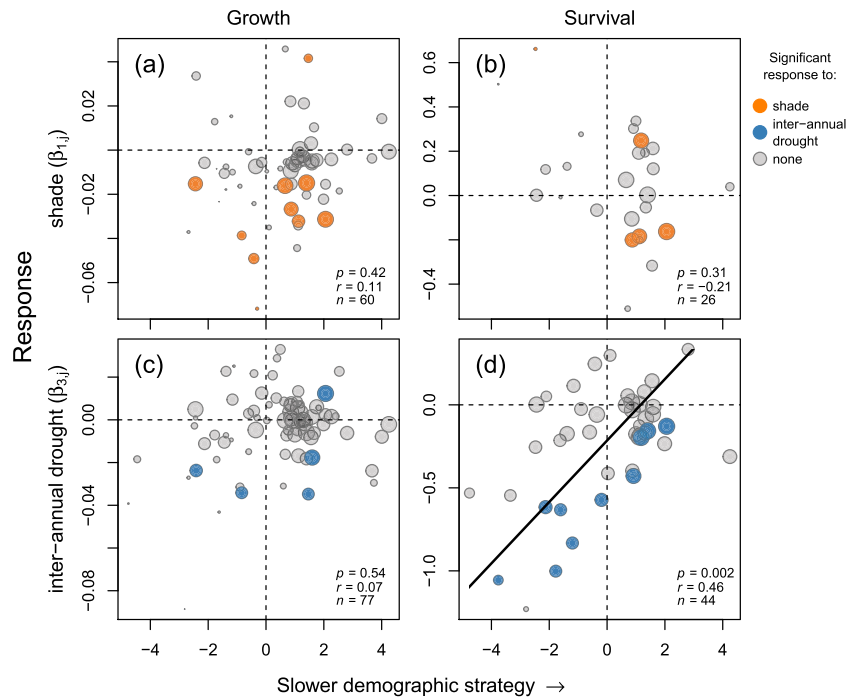 Growth
Survival
(a)
(b)
Significant
response to:
shade
inter−annual
drought
none
Response
shade (β1,j)
0.02
−0.02
−0.06
p = 0.42
r = 0.11
n = 60
0.6
0.4
0.2
0.0
−0.4
p = 0.31
r = −0.21
n = 26
(c)
(d)
inter−annual drought (β3,j)
0.00
−0.04
−0.08
p = 0.54
r = 0.07
n = 77
0.0
−0.5
−1.0
p = 0.002
r = 0.46
n = 44
−4 −2 0 2 4
−4 −2 0 2 4
Slower demographic strategy →